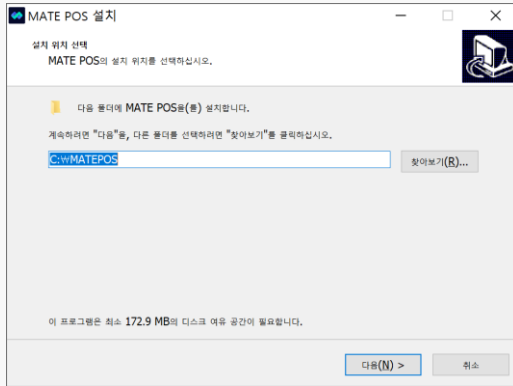 MATE POS 설치
설치 위치 선택
MATE POS의 설치 위치를 선택하십시오.
다음 폴더에 MATE POS을(를) 설치합니다.
계속하려면 "다음"을, 다른 폴더를 선택하려면 "찾아보기"를 클릭하십시오.
C:₩MATEPOS
찾아보기(R)...
이 프로그램은 최소 172.9 MB의 디스크 여유 공간이 필요합니다.
다음(N) >
취소